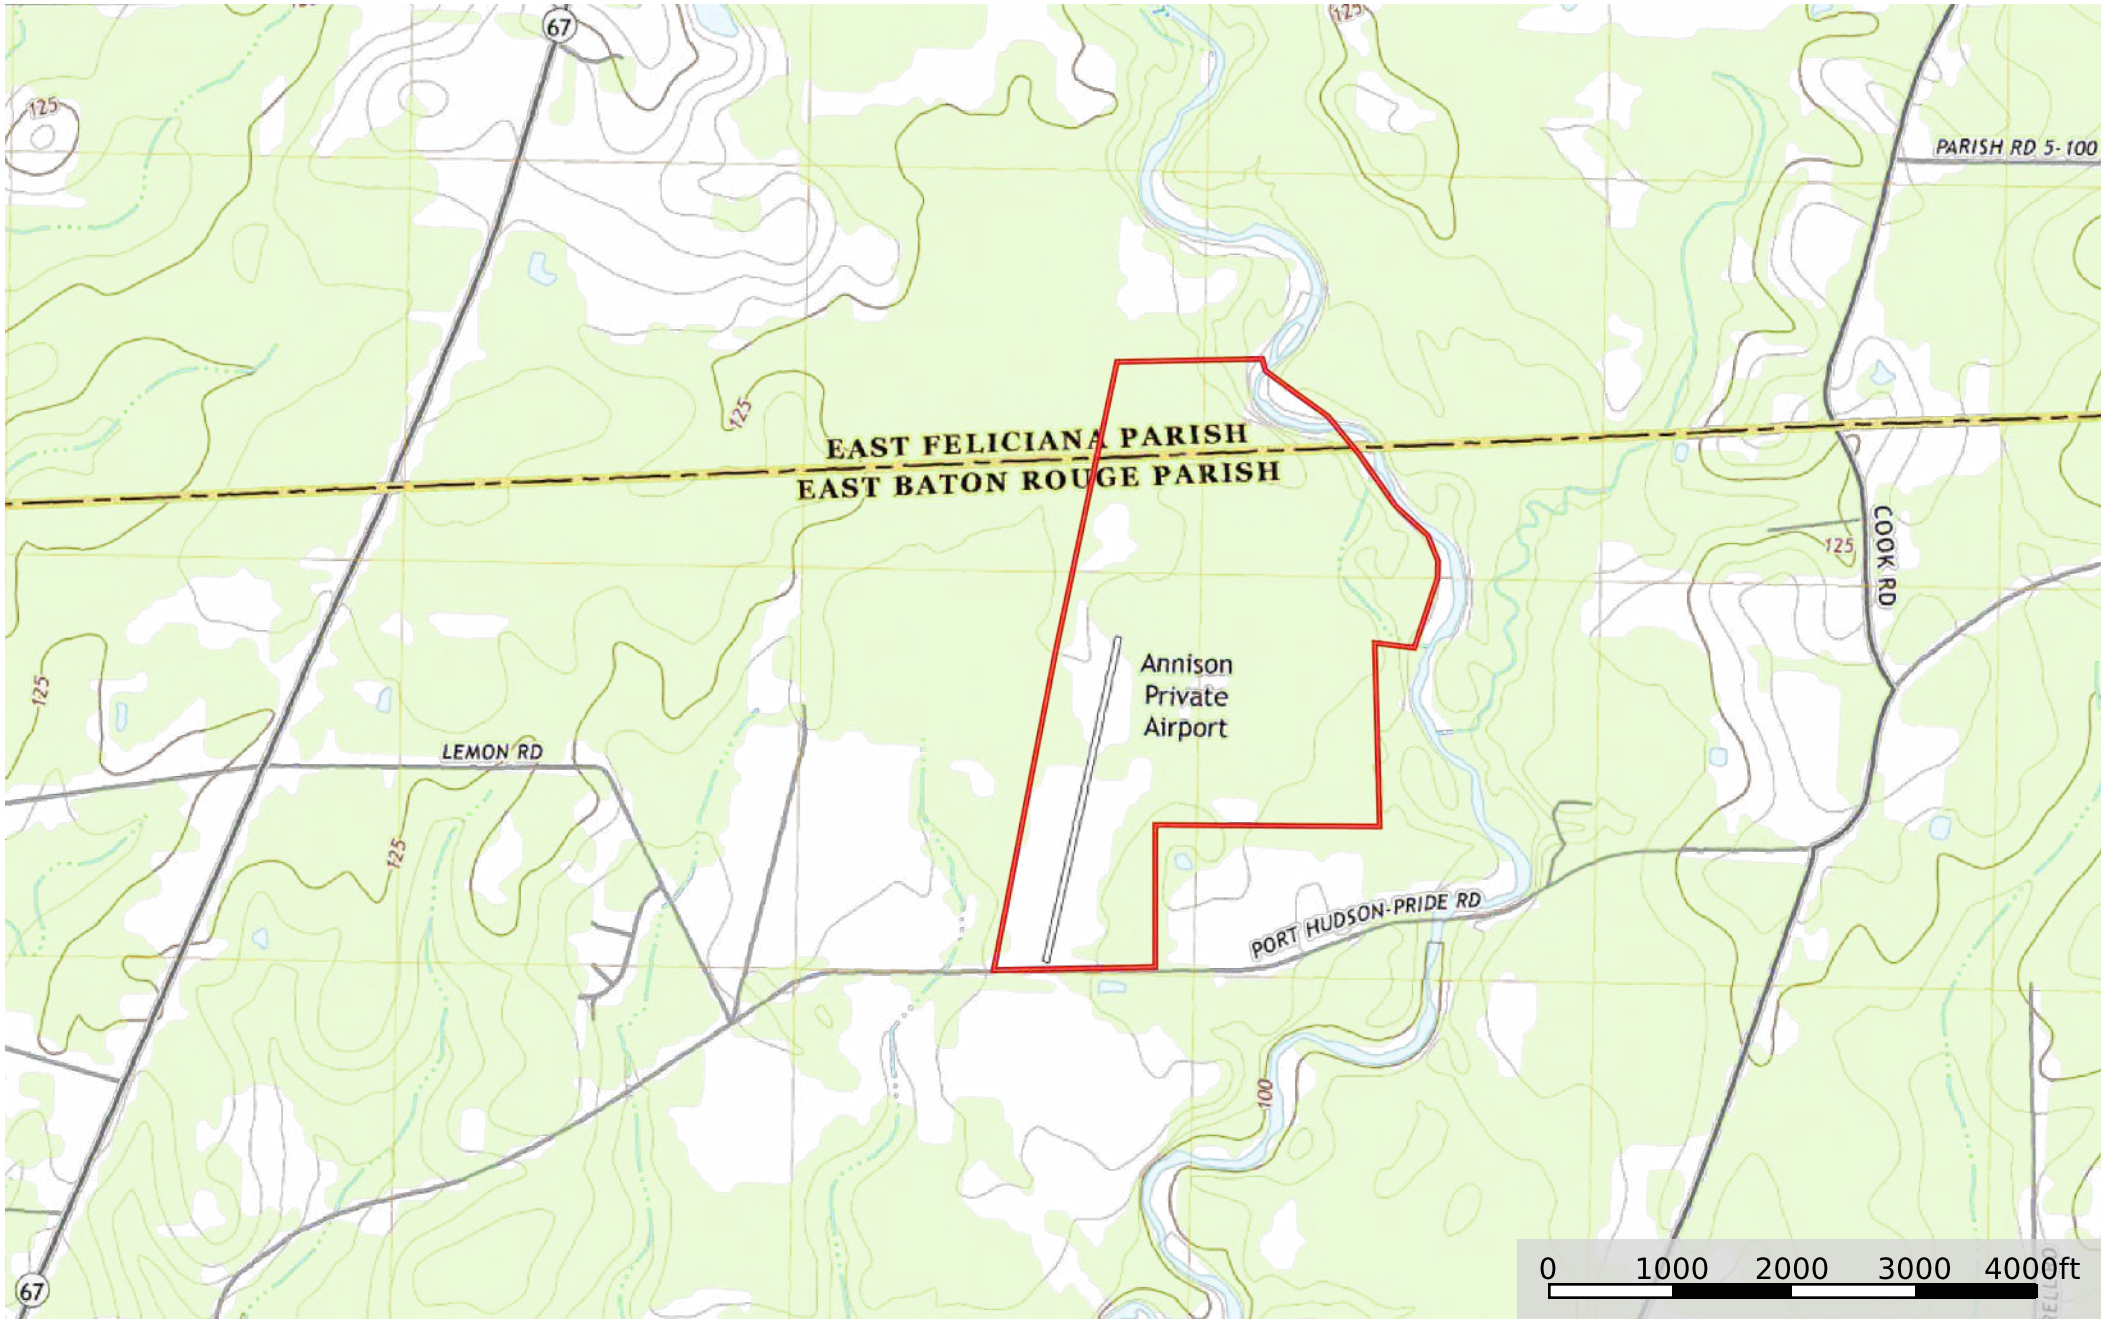 125
67
125
PARISH RD 5-100
125
EAST FELICIANA PARISH
EAST BATON ROUGE PARISH
COOK RD
125
Annison
Private
Airport
125
LEMON RD
125
PORT HUDSON-PRIDE RD
100
67
0 1000 2000 3000 4000ft